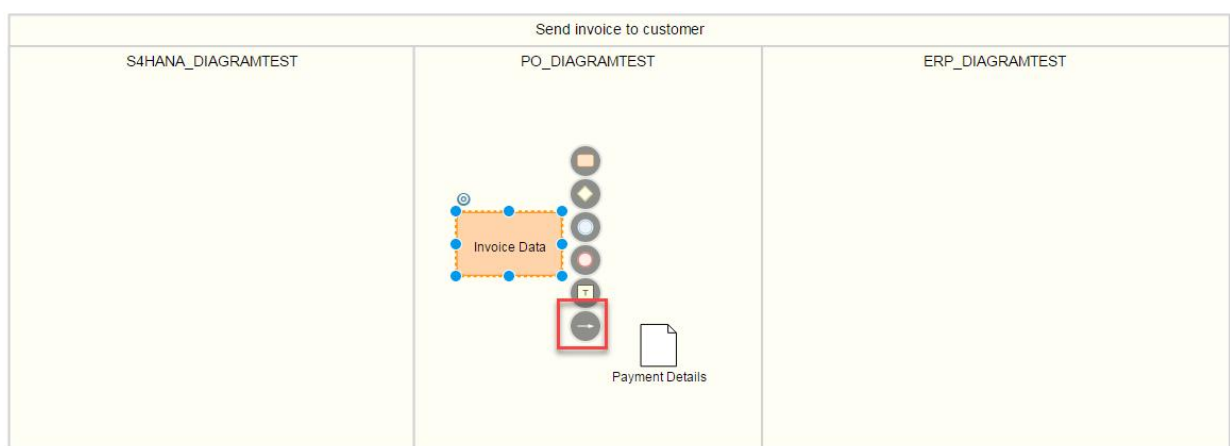 Send invoice to customer
S4HANA_DIAGRAMTEST
PO_DIAGRAMTEST
ERP_DIAGRAMTEST
Invoice Data
T
Payment Details